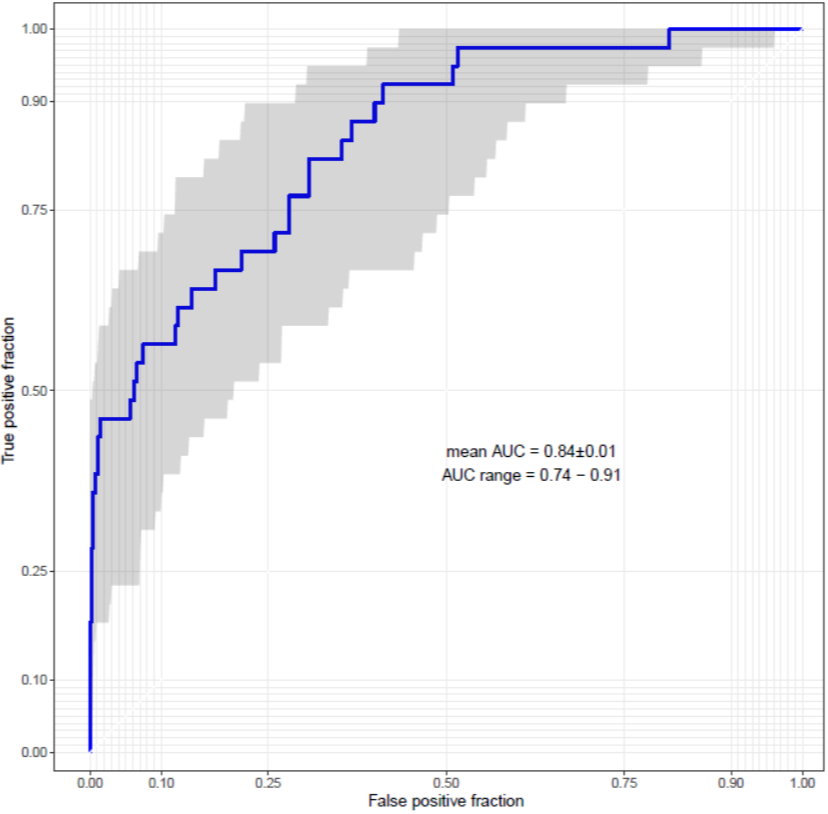 1.00
0.90
0.75
0.50
0.25
0.10
0.00
True positive fraction
mean AUC = 0.84±0.01
AUC range = 0.74 − 0.91
0.00 0.10 0.25 0.50 0.75 0.90 1.00
False positive fraction